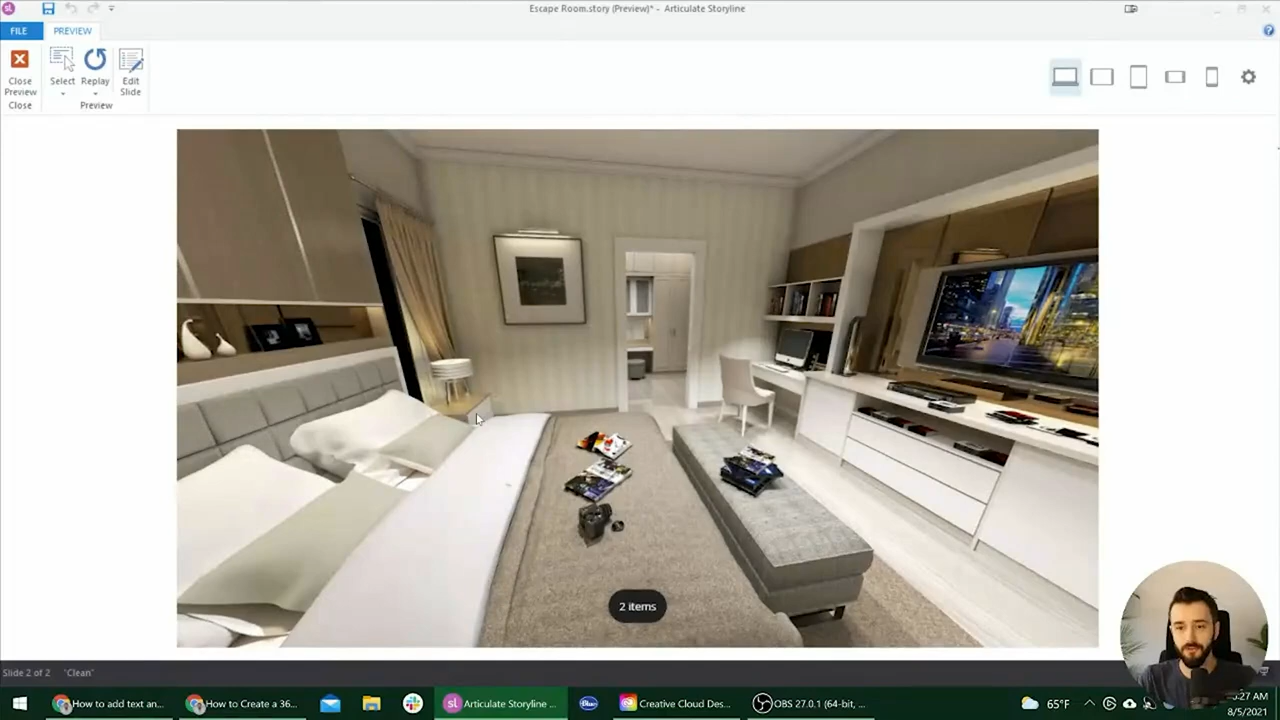 Escape Room.story (Preview)* - Articulate Storyline
FILE
PREVIEW
Close Preview
Select
Replay
Edit Slide
Close
Preview
2 items
Slide 2 of 2
"Clean"
How to add text an...
How to Create a 36...
Articulate Storyline ...
Creative Cloud Des...
OBS 27.0.1 (64-bit, ...
65°F
:27 AM
8/5/2021